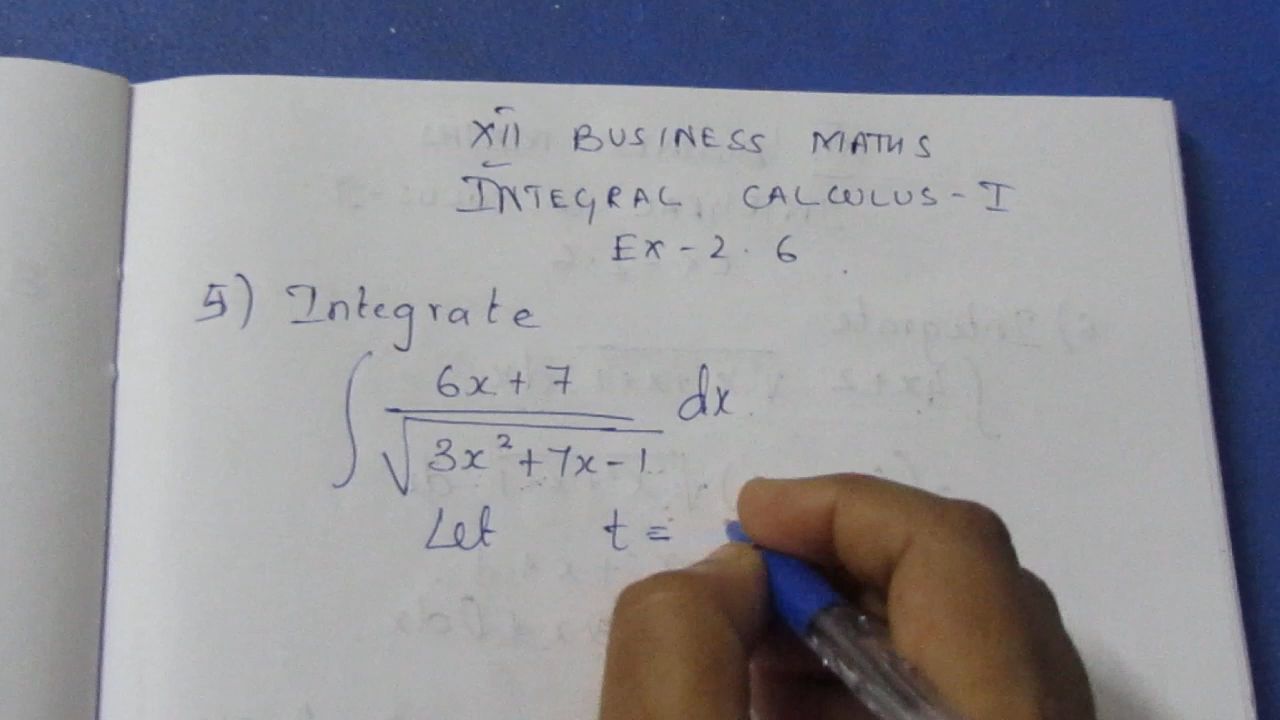 XII BUSINESS MATHS
INTEGRAL CALCULUS - I
Ex - 2.6
5) Integrate
∫ 6x + 7 / √(3x² + 7x - 1) dx
Let t =